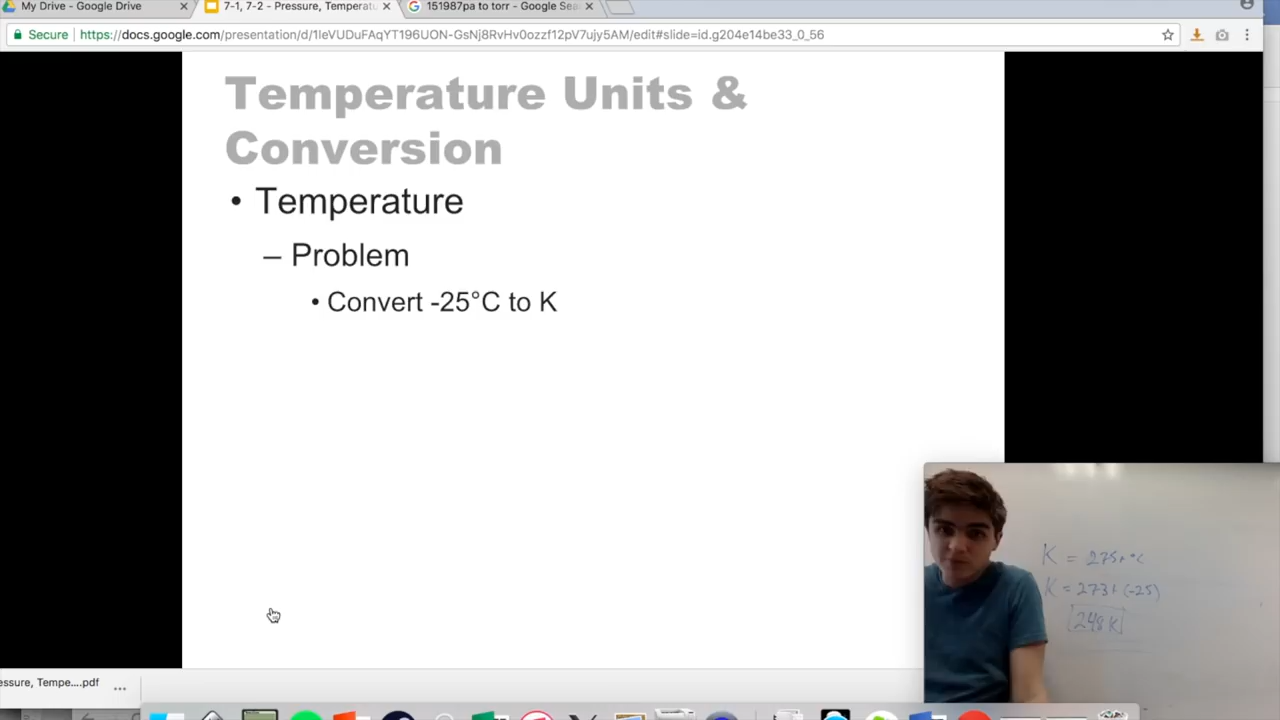 My Drive - Google Drive
7-1, 7-2 - Pressure, Temperatu
151987pa to torr - Google Sea
Secure
https://docs.google.com/presentation/d/1IeVUDuFAqYT196UON-GsNj8RvHv0ozzf12pV7ujy5AM/edit#slide=id.g204e14be33_0_56
Temperature Units &
Conversion
• Temperature
– Problem
• Convert -25°C to K
K = 273+°C
K = 273+(-25)
248K
essure, Tempe....pdf